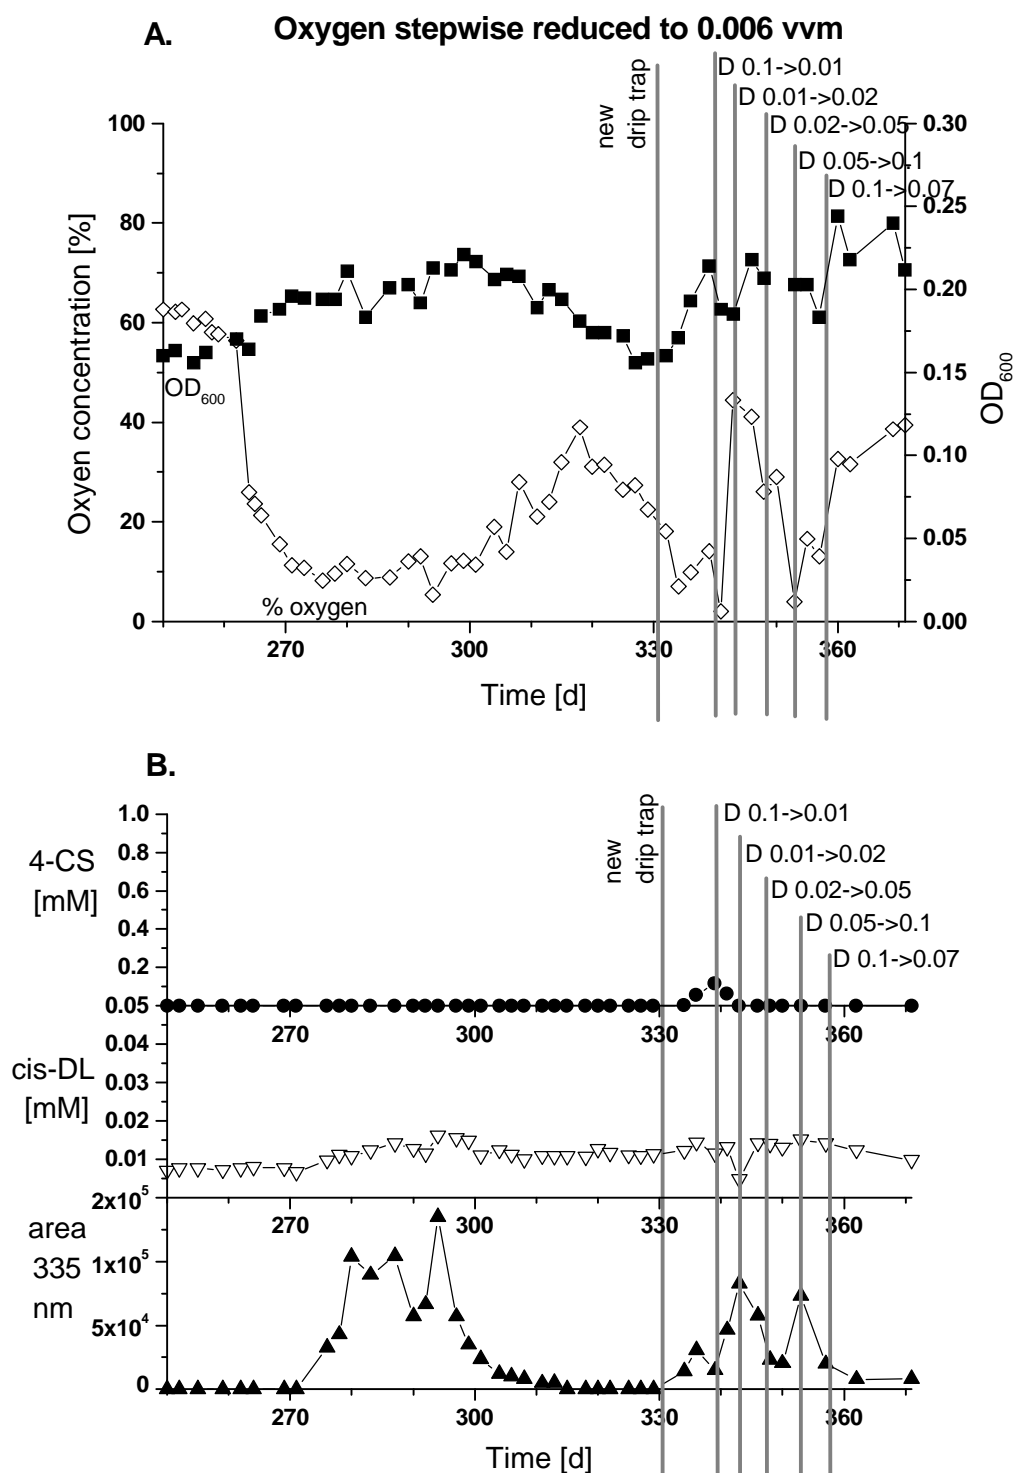 A. Oxygen stepwise reduced to 0.006 vvm
new
drip trap
D 0.1->0.01
D 0.01->0.02
D 0.02->0.05
D 0.05->0.1
D 0.1->0.07
100
80
60
40
20
0
Oxyen concentration [%]
0.30
0.25
0.20
0.15
0.10
0.05
0.00
OD600
OD600
% oxygen
270 300 330 360
Time [d]
B.
new
drip trap
D 0.1->0.01
D 0.01->0.02
D 0.02->0.05
D 0.05->0.1
D 0.1->0.07
4-CS
[mM]
1.0
0.8
0.6
0.4
0.2
0.05
270 300 330 360
cis-DL
[mM]
0.04
0.03
0.02
0.01
270 300 330 360
area
335
nm
2x10^5
1x10^5
5x10^4
0
270 300 330 360
Time [d]